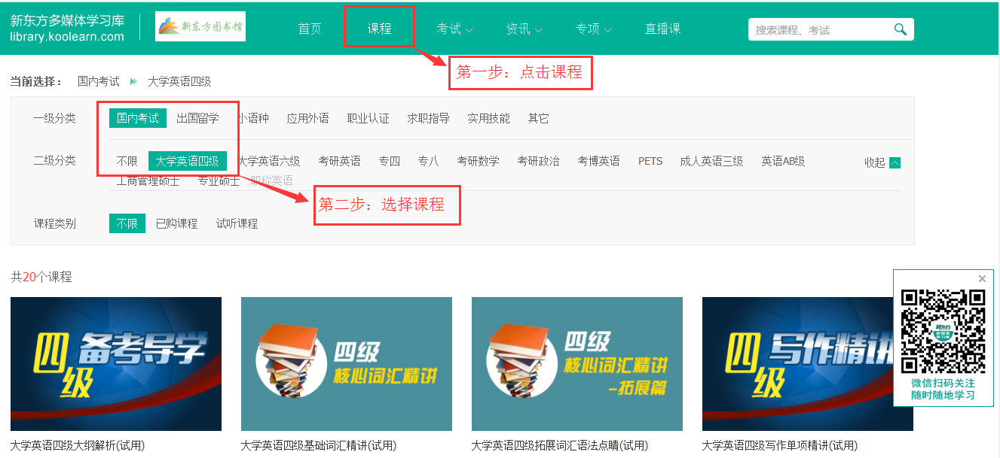 新东方多媒体学习库
library.koolearn.com
新东方图书馆
首页 课程 考试 资讯 专项 直播课
搜索课程、考试
第一步：点击课程
当前选择： 国内考试 大学英语四级
一级分类 国内考试 出国留学 小语种 应用外语 职业认证 求职指导 实用技能 其它
二级分类 不限 大学英语四级 大学英语六级 考研英语 专四 专八 考研数学 考研政治 考博英语 PETS 成人英语三级 英语AB级 收起
工商管理硕士 专业硕士 职称英语
第二步：选择课程
课程类别 不限 已购课程 试听课程
共20个课程
四级 备考导学
四级
核心词汇精讲
四级
核心词汇精讲
-拓展篇
四级 写作精讲
新东方
多媒体
学习库
微信扫码关注
随时随地学习
大学英语四级大纲解析(试用)
大学英语四级基础词汇精讲(试用)
大学英语四级拓展词汇语法点睛(试用)
大学英语四级写作单项精讲(试用)